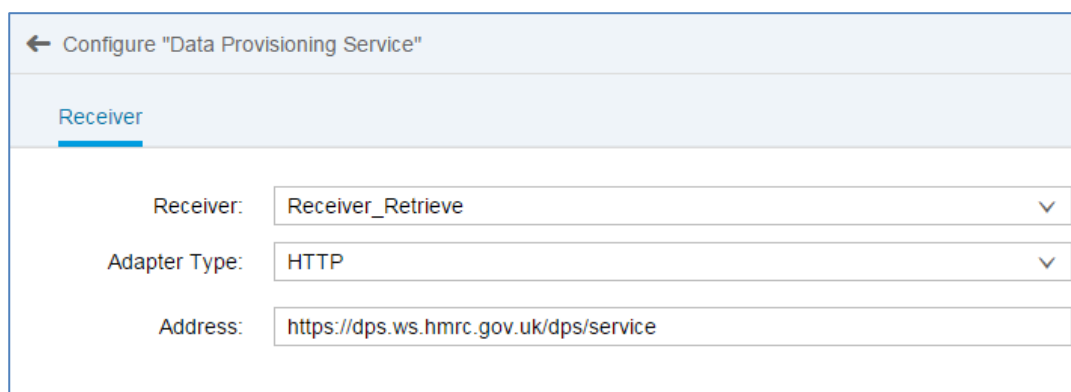 Configure "Data Provisioning Service"
Receiver
Receiver: Receiver_Retrieve
Adapter Type: HTTP
Address: https://dps.ws.hmrc.gov.uk/dps/service